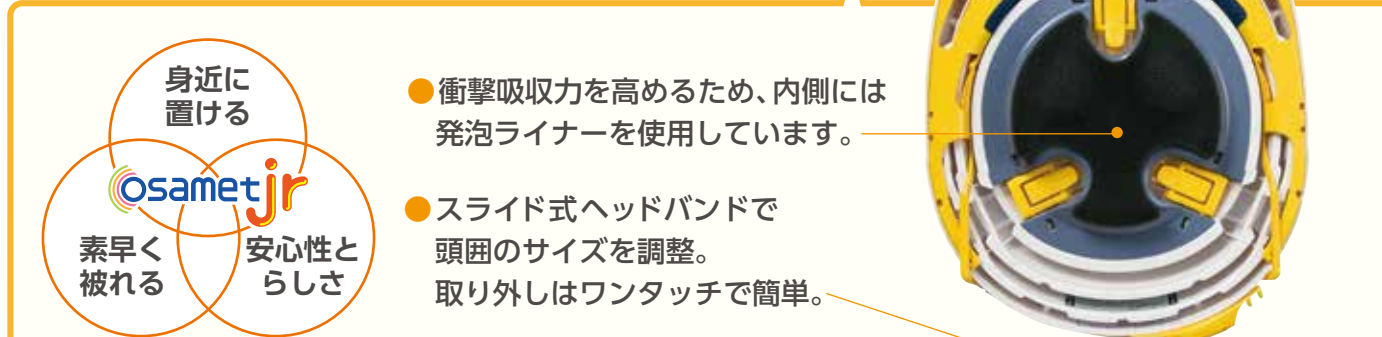 身近に
置ける
osamet jr
素早く
被れる
安心性と
らしさ
●衝撃吸収力を高めるため、内側には
発泡ライナーを使用しています。
●スライド式ヘッドバンドで
頭囲のサイズを調整。
取り外しはワンタッチで簡単。